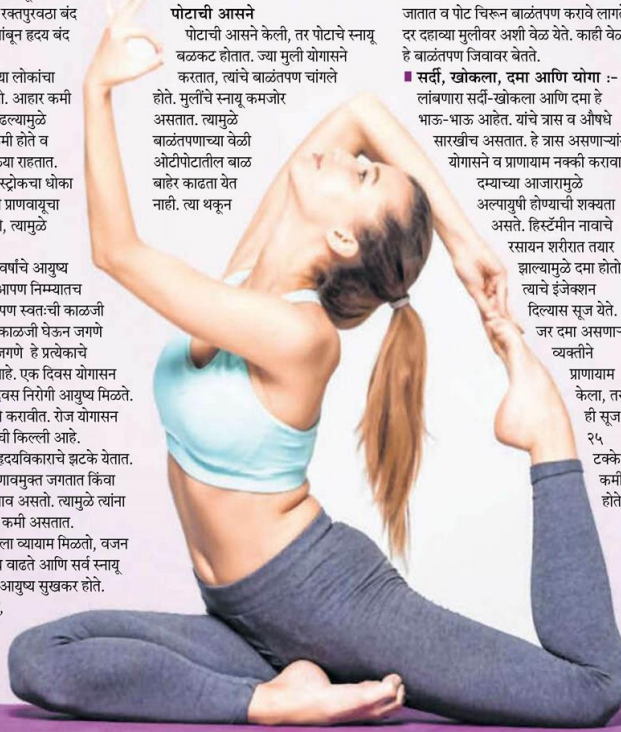 रक्तपुरवठा बंद
हृदय बंद
लोकांचा
आहार कमी
मी होते व
राहतात.
धोका
प्राणवायूचा
त्यामुळे
वर्षांचे आयुष्य
आपण निम्म्यातच
पण स्वतःची काळजी
काळजी घेऊन जगणे
जगणे हे प्रत्येकाचे
आहे. एक दिवस योगासन
निरोगी आयुष्य मिळते.
करावीत. रोज योगासन
ची किल्ली आहे.
हृदयविकाराचे झटके येतात.
जगतात किंवा
असतो. त्यामुळे त्यांना
कमी असतात.
ला व्यायाम मिळतो, वजन
वाढते आणि सर्व स्नायू
आयुष्य सुखकर होते.
पोटाची आसने
पोटाची आसने केली, तर पोटाचे स्नायू
बळकट होतात. ज्या मुली योगासने
करतात, त्यांचे बाळंतपण चांगले
होते. मुलींचे स्नायू कमजोर
असतात. त्यामुळे
बाळंतपणाच्या वेळी
ओटीपोटातील बाळ
बाहेर काढता येत
नाही. त्या थकून
जातात व पोट चिरून बाळंतपण करावे लागते
दर दहाव्या मुलीवर अशी वेळ येते. काही वेळ
हे बाळंतपण जिवावर बेतते.
■ सर्दी, खोकला, दमा आणि योगा :-
लांबणारा सर्दी-खोकला आणि दमा हे
भाऊ-भाऊ आहेत. यांचे त्रास व औषधे
सारखीच असतात. हे त्रास असणाऱ्यां
योगासने व प्राणायाम नक्की करावा
दम्याच्या आजारामुळे
अल्पायुषी होण्याची शक्यता
असते. हिस्टॅमीन नावाचे
रसायन शरीरात तयार
झाल्यामुळे दमा होतो
त्याचे इंजेक्शन
दिल्यास सूज येते.
जर दमा असणाऱ
व्यक्तीने
प्राणायाम
केला, तर
ही सूज
२५
टक्के
कमी
होते